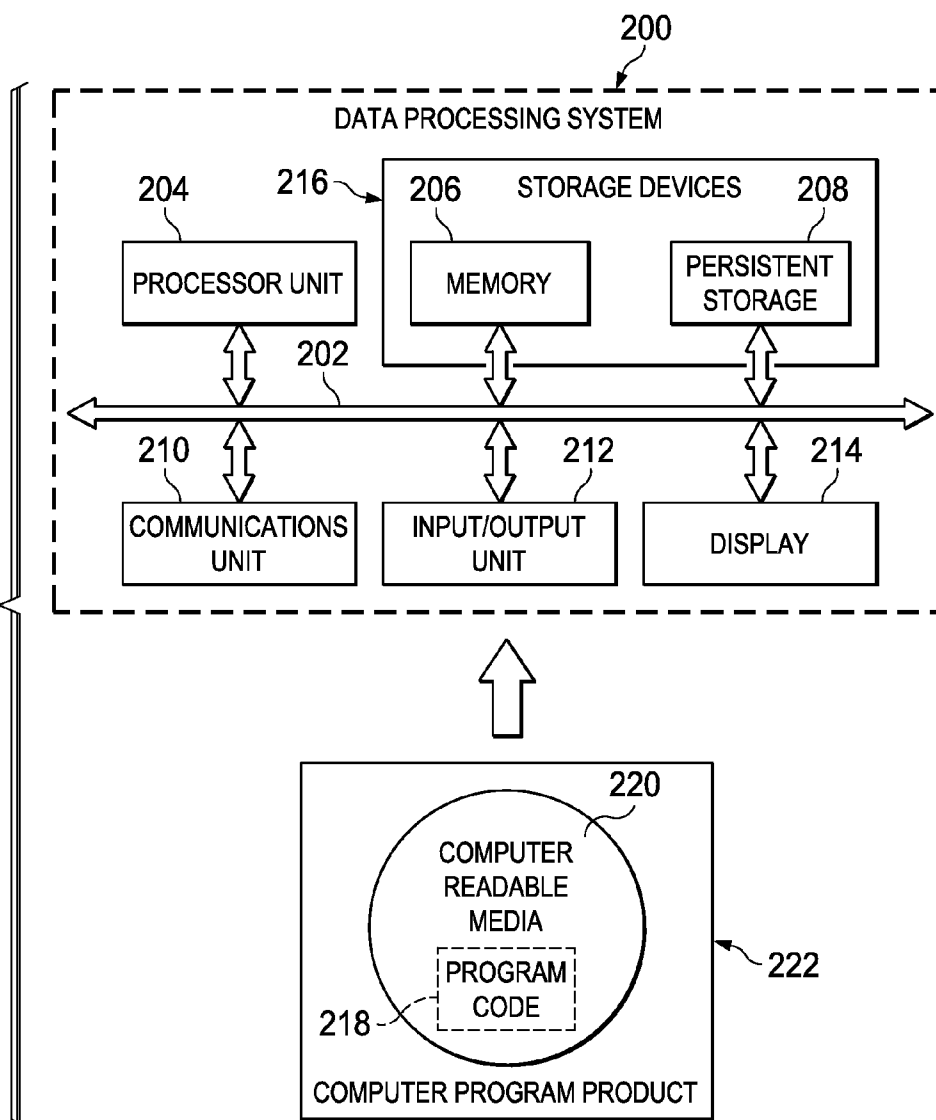 200
DATA PROCESSING SYSTEM
216
STORAGE DEVICES
204
206
208
PROCESSOR UNIT
MEMORY
PERSISTENT
STORAGE
202
210
212
214
COMMUNICATIONS
UNIT
INPUT/OUTPUT
UNIT
DISPLAY
220
COMPUTER
READABLE
MEDIA
222
PROGRAM
CODE
218
COMPUTER PROGRAM PRODUCT